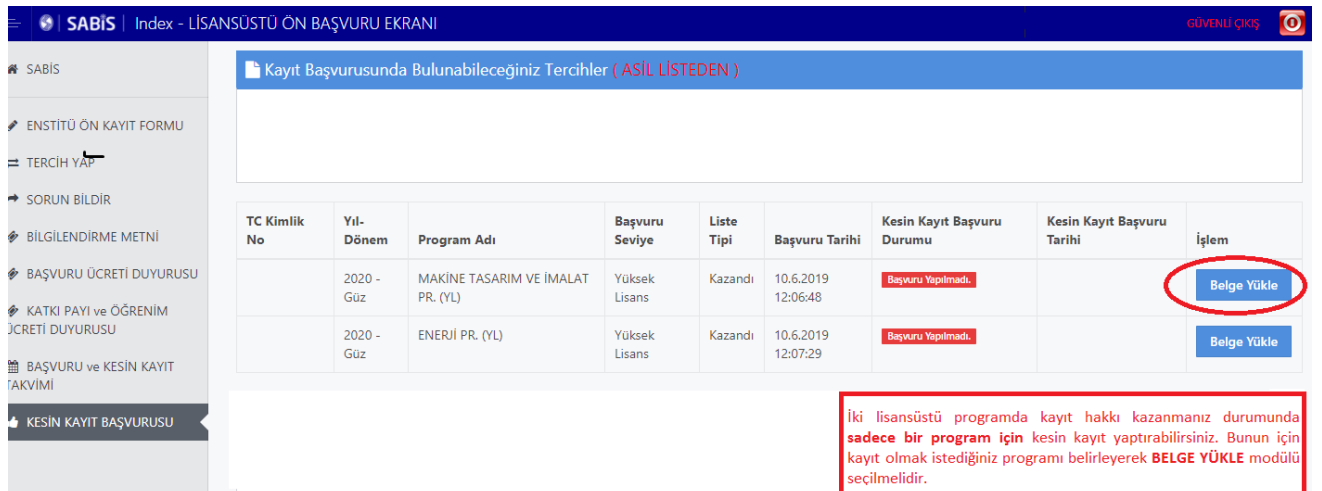 SABİS | Index - LİSANSÜSTÜ ÖN BAŞVURU EKRANI
GÜVENLİ ÇIKIŞ
SABİS
ENSTİTÜ ÖN KAYIT FORMU
TERCİH YAP
SORUN BİLDİR
BİLGİLENDİRME METNİ
BAŞVURU ÜCRETİ DUYURUSU
KATKI PAYI ve ÖĞRENİM
ÜCRETİ DUYURUSU
BAŞVURU ve KESİN KAYIT
TAKVİMİ
KESİN KAYIT BAŞVURUSU
Kayıt Başvurusunda Bulunabileceğiniz Tercihler ( ASİL LİSTEDEN )
TC Kimlik No | Yıl-Dönem | Program Adı | Başvuru Seviye | Liste Tipi | Başvuru Tarihi | Kesin Kayıt Başvuru Durumu | Kesin Kayıt Başvuru Tarihi | İşlem
2020 - Güz | MAKİNE TASARIM VE İMALAT PR. (YL) | Yüksek Lisans | Kazandı | 10.6.2019 12:06:48 | Başvuru Yapılmadı. | Belge Yükle
2020 - Güz | ENERJİ PR. (YL) | Yüksek Lisans | Kazandı | 10.6.2019 12:07:29 | Başvuru Yapılmadı. | Belge Yükle
İki lisansüstü programda kayıt hakkı kazanmanız durumunda
sadece bir program için kesin kayıt yaptırabilirsiniz. Bunun için
kayıt olmak istediğiniz programı belirleyerek BELGE YÜKLE modülü
seçilmelidir.